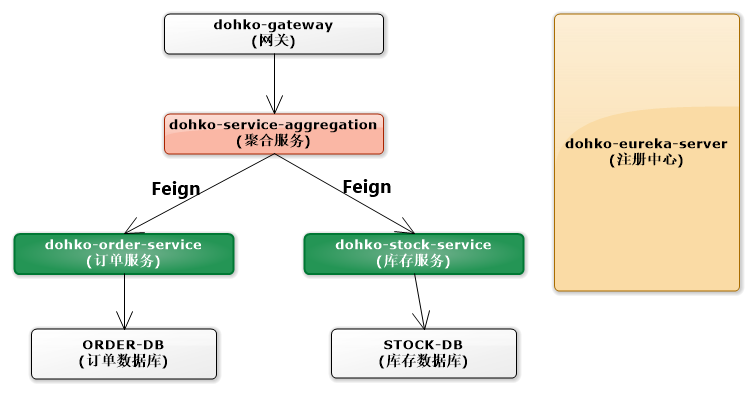 dohko-gateway
(网关)
dohko-service-aggregation
(聚合服务)
dohko-eureka-server
(注册中心)
Feign
Feign
dohko-order-service
(订单服务)
dohko-stock-service
(库存服务)
ORDER-DB
(订单数据库)
STOCK-DB
(库存数据库)